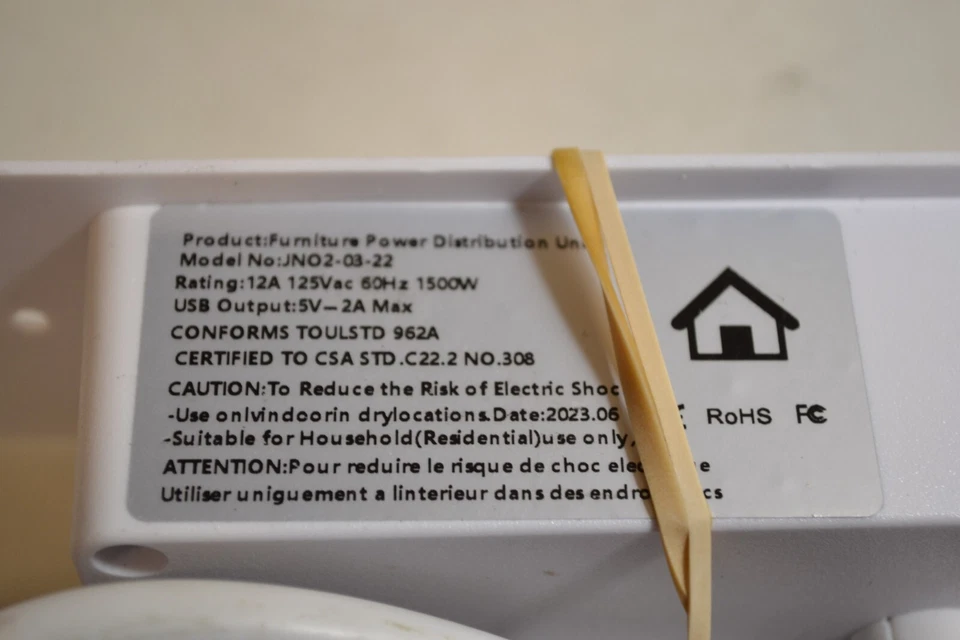 Product:Furniture Power Distribution
Model No:JNO2-03-22
Rating:12A 125Vac 60Hz 1500W
USB Output:5V—2A Max
CONFORMS TOULSTD 962A
CERTIFIED TO CSA STD.C22.2 NO.308
CAUTION:To Reduce the Risk of Electric
-Use onlvindoorin drylocations.Date:2023.06
RoHS FC
-Suitable for Household(Residential)use only,
ATTENTION:Pour reduire le risque de choc
Utiliser uniguement a linterieur dans des